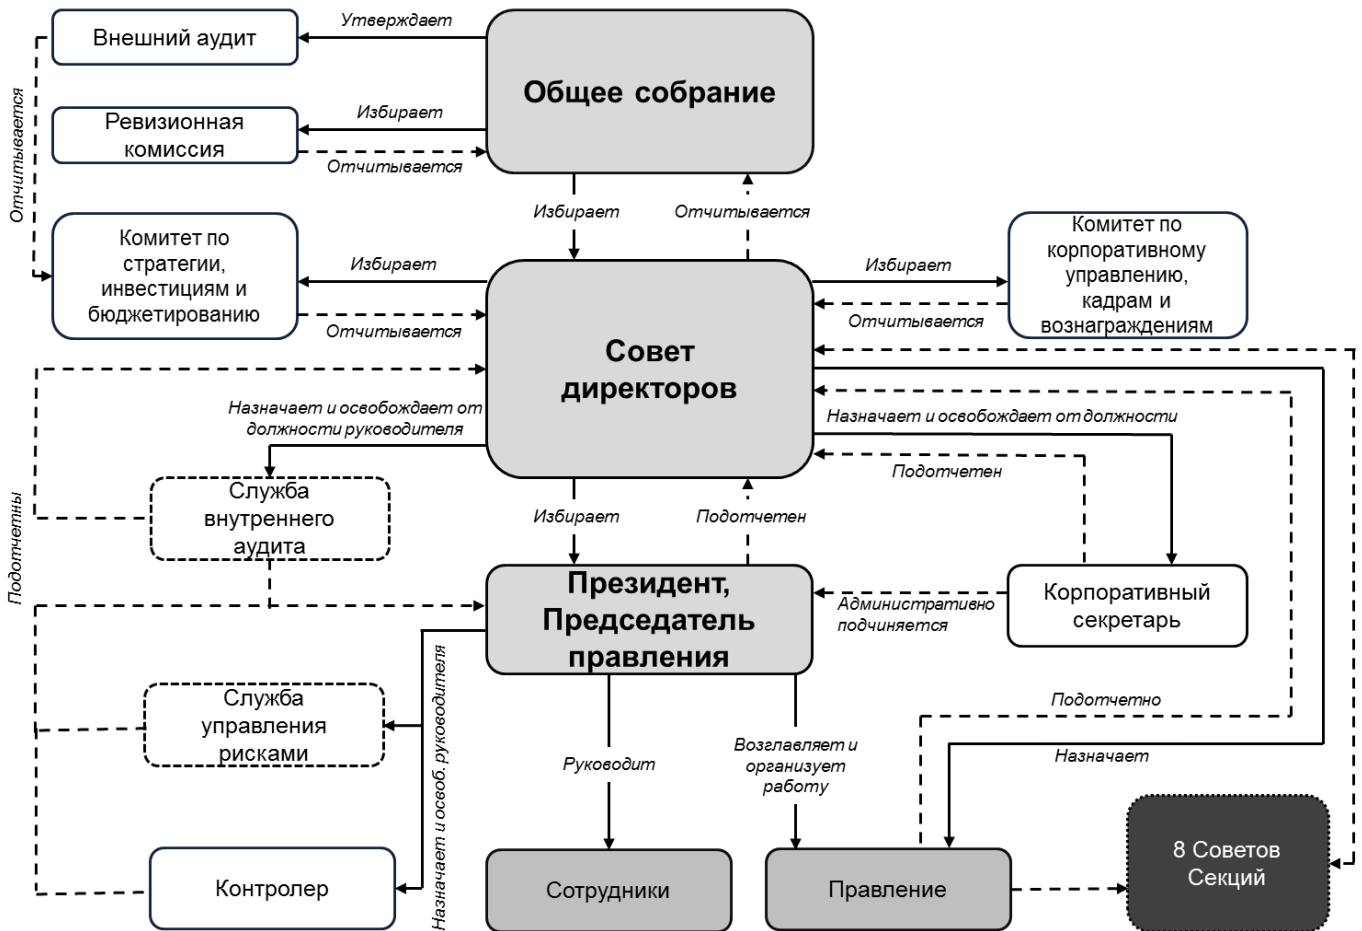 Утверждает
Внешний аудит
Общее собрание
Отчитывается
Избирает
Ревизионная
комиссия
Отчитывается
Избирает
Отчитывается
Комитет по
стратегии,
инвестициям и
бюджетированию
Избирает
Отчитывается
Избирает
Отчитывается
Комитет по
корпоративному
управлению,
кадрам и
вознаграждениям
Совет
директоров
Назначает и освобождает от
должности руководителя
Назначает и освобождает от должности
Подотчетен
Служба
внутреннего
аудита
Подотчетны
Избирает
Подотчетен
Президент,
Председатель
правления
Административно
подчиняется
Корпоративный
секретарь
Служба
управления
рисками
Назначает и освоб. руководителя
Руководит
Возглавляет и
организует
работу
Подотчетно
Назначает
Контролер
Сотрудники
Правление
8 Советов
Секций